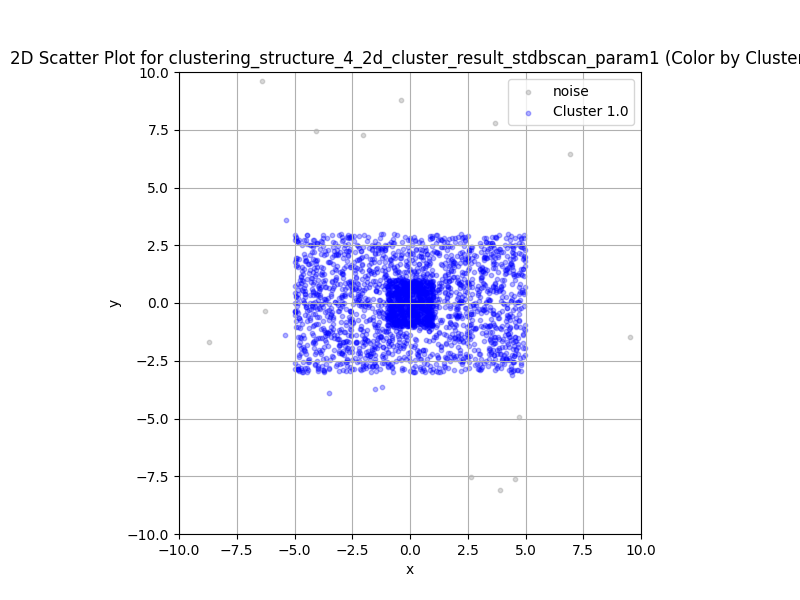 2D Scatter Plot for clustering_structure_4_2d_cluster_result_stdbscan_param1 (Color by Cluster
10.0
7.5
5.0
2.5
0.0
−2.5
−5.0
−7.5
−10.0
y
noise
Cluster 1.0
−10.0 −7.5 −5.0 −2.5 0.0 2.5 5.0 7.5 10.0
x